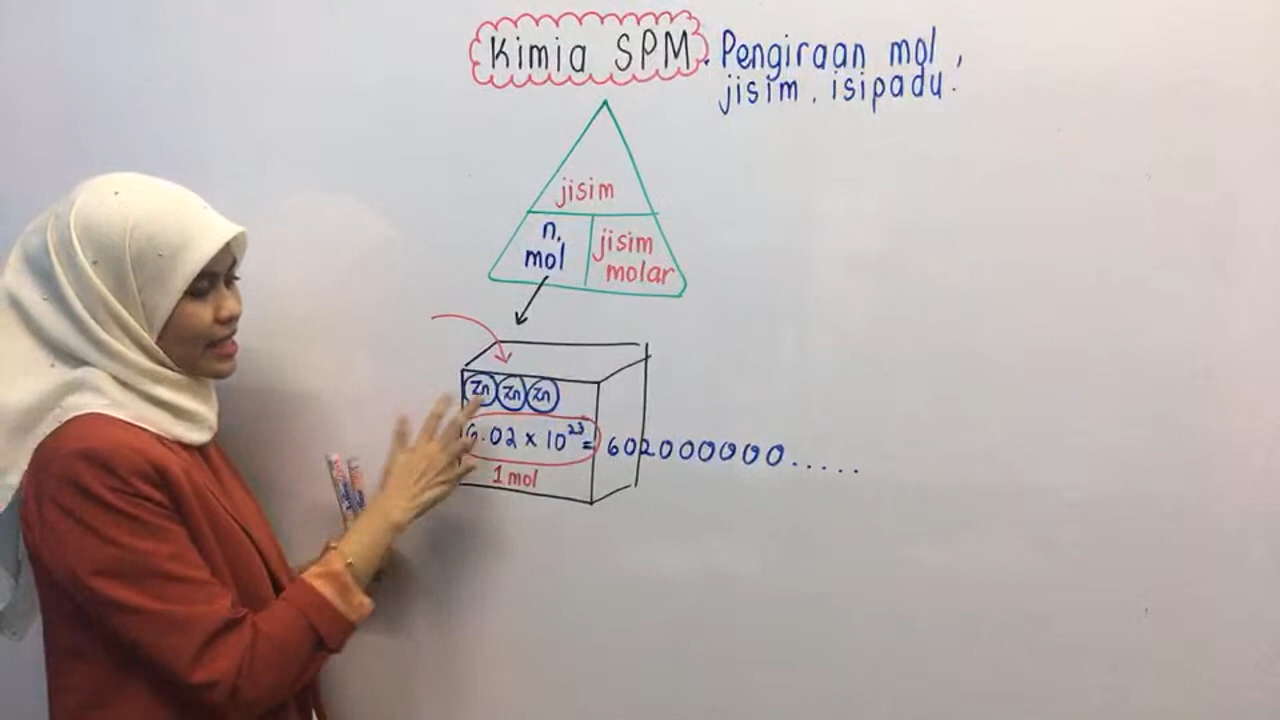 Kimia SPM. Pengiraan mol,
jisim, isipadu.
jisim
n,
mol
jisim
molar
Zn Zn Zn
6.02 x 10²³ = 602000000.....
1 mol